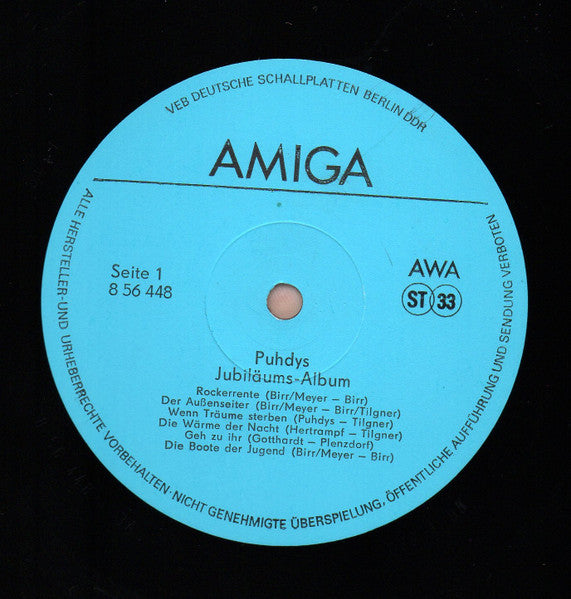 VEB DEUTSCHE SCHALLPLATTEN BERLIN DDR
AMIGA
Seite 1
8 56 448
AWA
ST 33
Puhdys
Jubiläums-Album
Rockerrente (Birr/Meyer – Birr)
Der Außenseiter (Birr/Meyer – Birr/Tilgner)
Wenn Träume sterben (Puhdys – Tilgner)
Die Wärme der Nacht (Hertrampf – Tilgner)
Geh zu ihr (Gotthardt – Plenzdorf)
Die Boote der Jugend (Birr/Meyer – Birr)
ALLE HERSTELLER-UND URHEBERRECHTE VORBEHALTEN·NICHT GENEHMIGTE ÜBERSPIELUNG, ÖFFENTLICHE AUFFÜHRUNG UND SENDUNG VERBOTEN